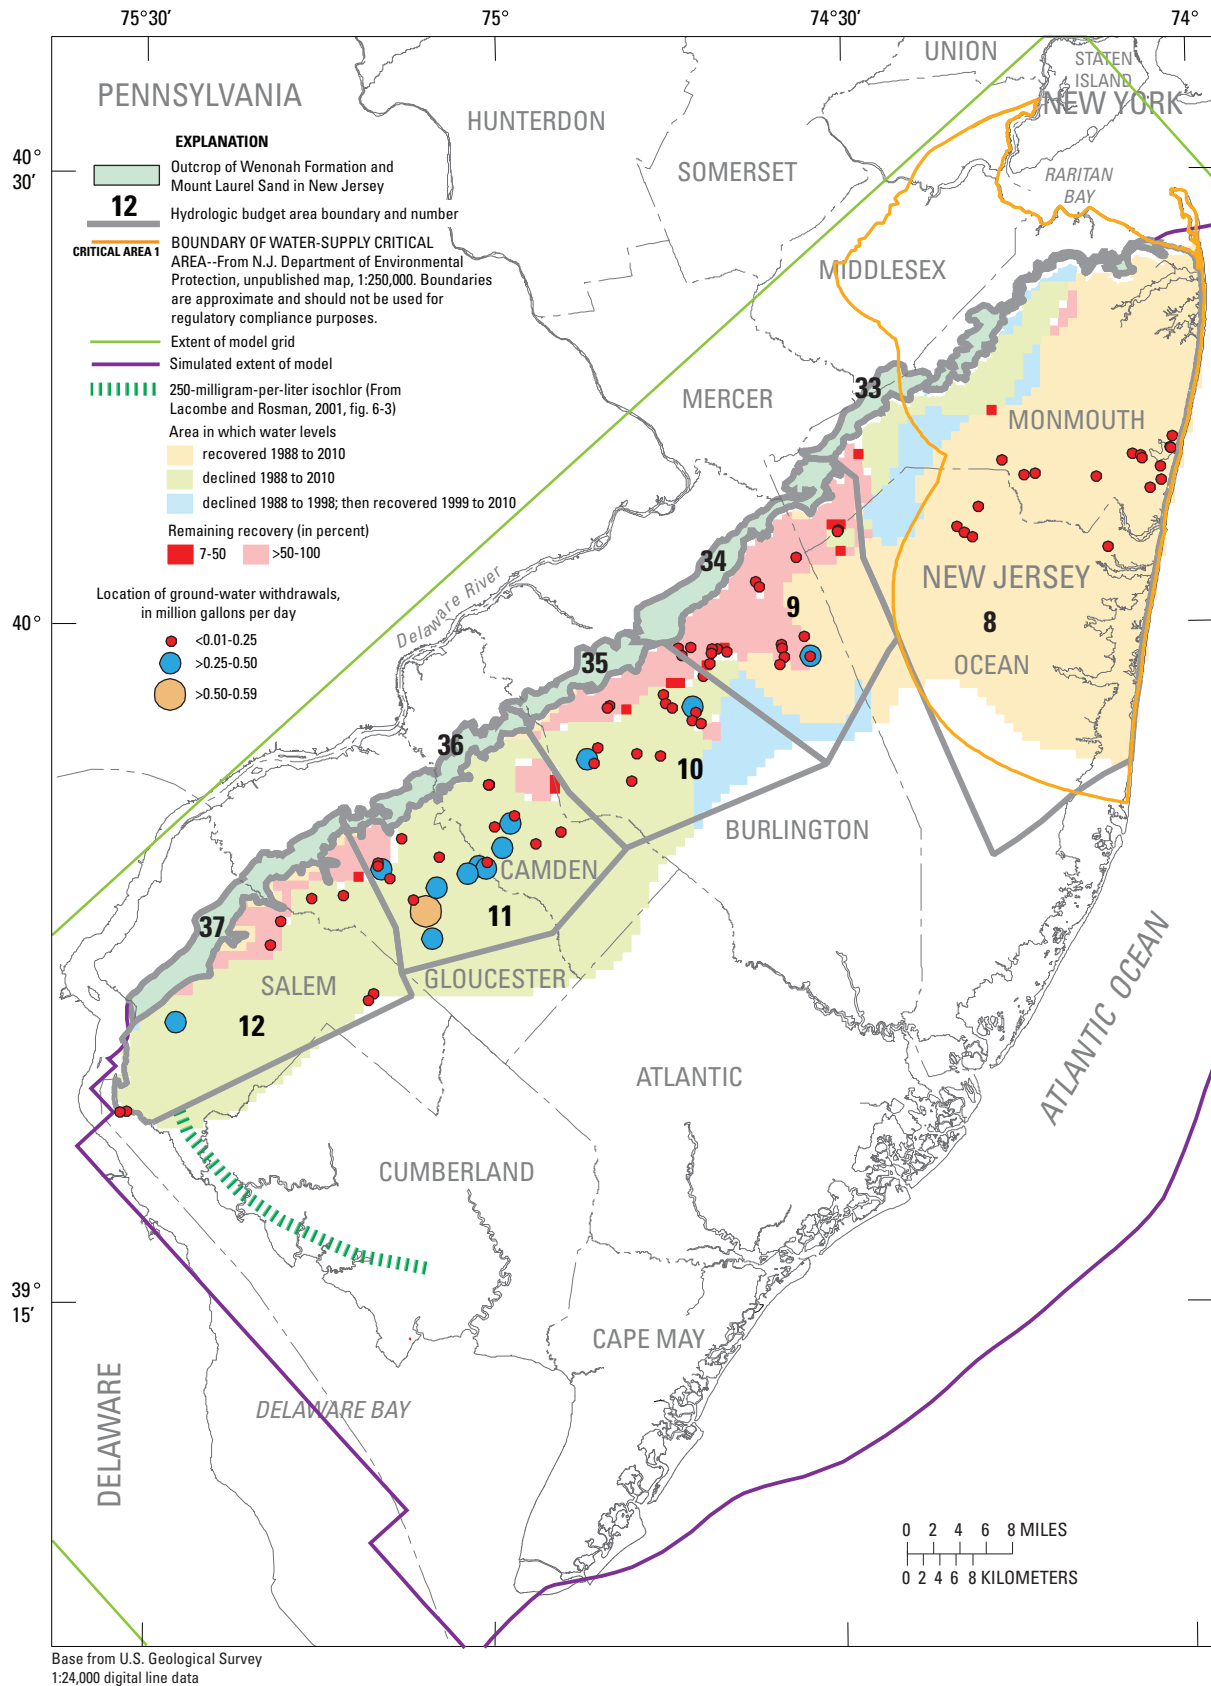 75°30′
75°
74°30′
74°
UNION
STATEN
ISLAND
NEW YORK
PENNSYLVANIA
HUNTERDON
SOMERSET
RARITAN
BAY
MIDDLESEX
40°
30′
EXPLANATION
Outcrop of Wenonah Formation and
Mount Laurel Sand in New Jersey
12
Hydrologic budget area boundary and number
CRITICAL AREA 1
BOUNDARY OF WATER-SUPPLY CRITICAL
AREA--From N.J. Department of Environmental
Protection, unpublished map, 1:250,000. Boundaries
are approximate and should not be used for
regulatory compliance purposes.
Extent of model grid
Simulated extent of model
250-milligram-per-liter isochlor (From
Lacombe and Rosman, 2001, fig. 6-3)
Area in which water levels
recovered 1988 to 2010
declined 1988 to 2010
declined 1988 to 1998; then recovered 1999 to 2010
Remaining recovery (in percent)
7-50
>50-100
Location of ground-water withdrawals,
in million gallons per day
<0.01-0.25
>0.25-0.50
>0.50-0.59
MERCER
33
MONMOUTH
34
NEW JERSEY
9
8
Delaware River
40°
35
OCEAN
36
10
BURLINGTON
CAMDEN
37
11
SALEM
GLOUCESTER
12
ATLANTIC
ATLANTIC OCEAN
CUMBERLAND
39°
15′
CAPE MAY
DELAWARE
DELAWARE BAY
0 2 4 6 8 MILES
0 2 4 6 8 KILOMETERS
Base from U.S. Geological Survey
1:24,000 digital line data